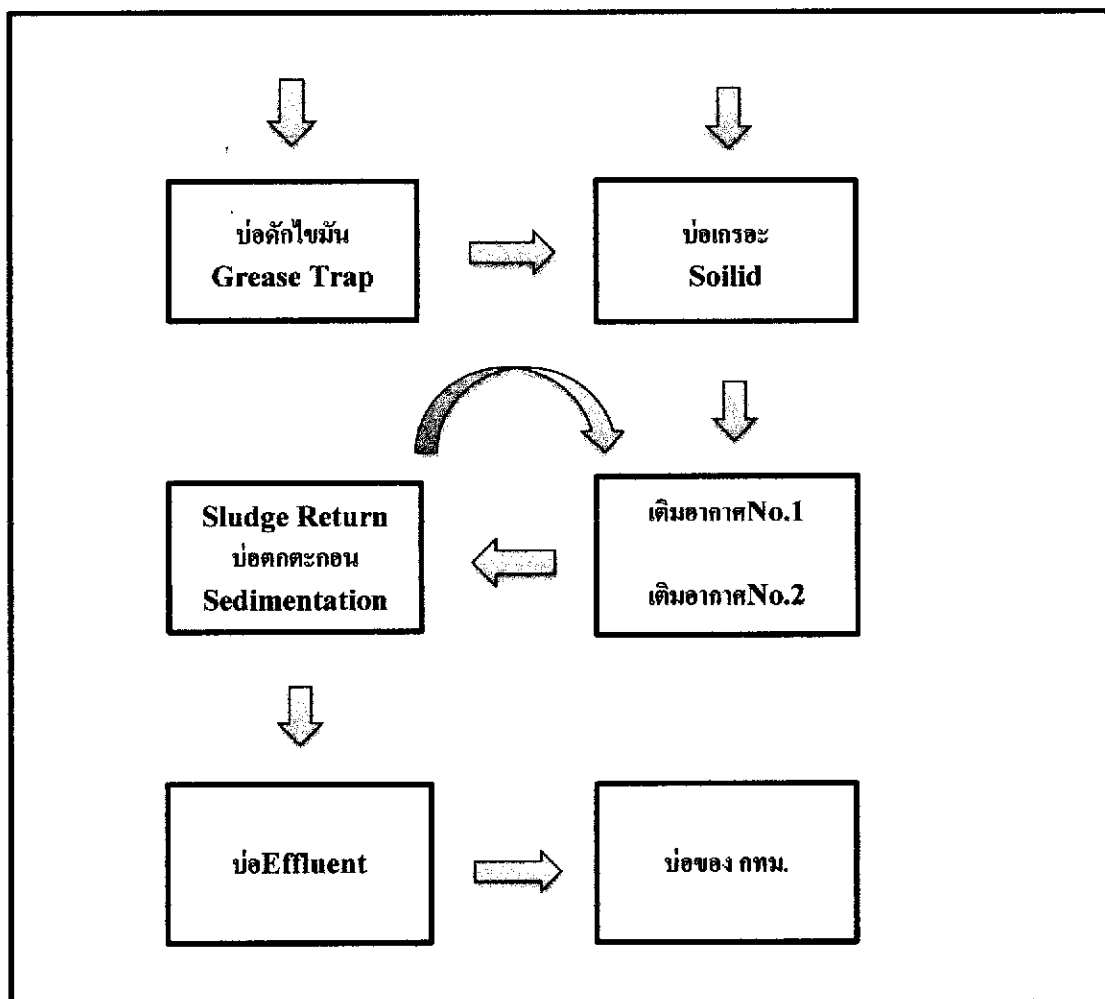 บ่อดักไขมัน
Grease Trap
บ่อเกรอะ
Soilid
Sludge Return
บ่อตกตะกอน
Sedimentation
เติมอากาศNo.1
เติมอากาศNo.2
บ่อEffluent
บ่อของ กทม.